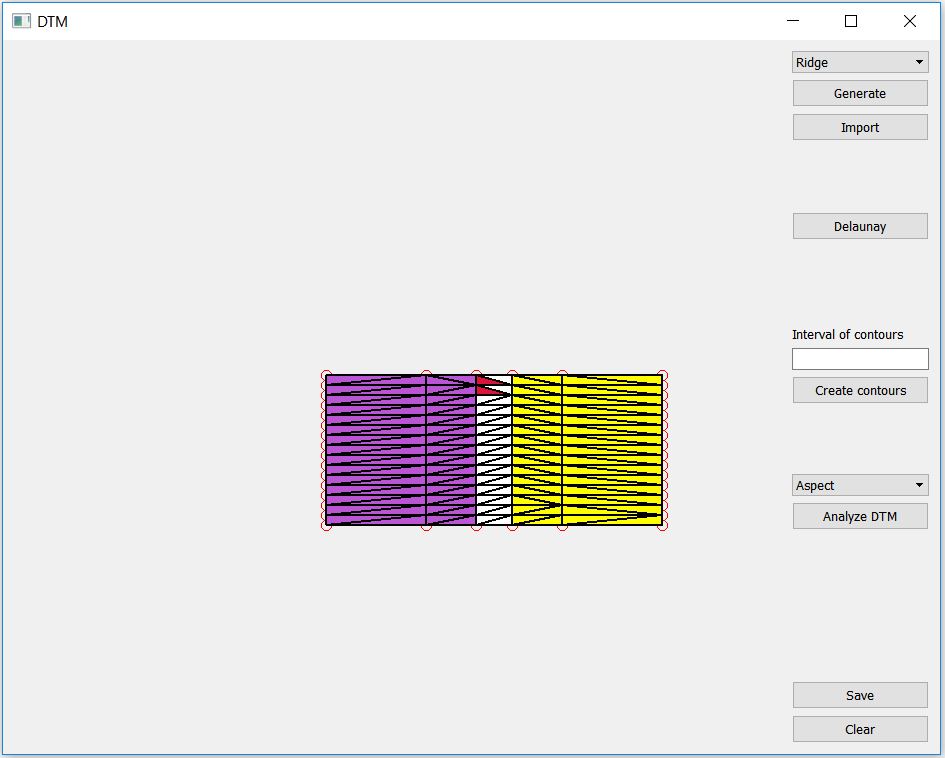 DTM
Ridge
Generate
Import
Delaunay
Interval of contours
Create contours
Aspect
Analyze DTM
Save
Clear